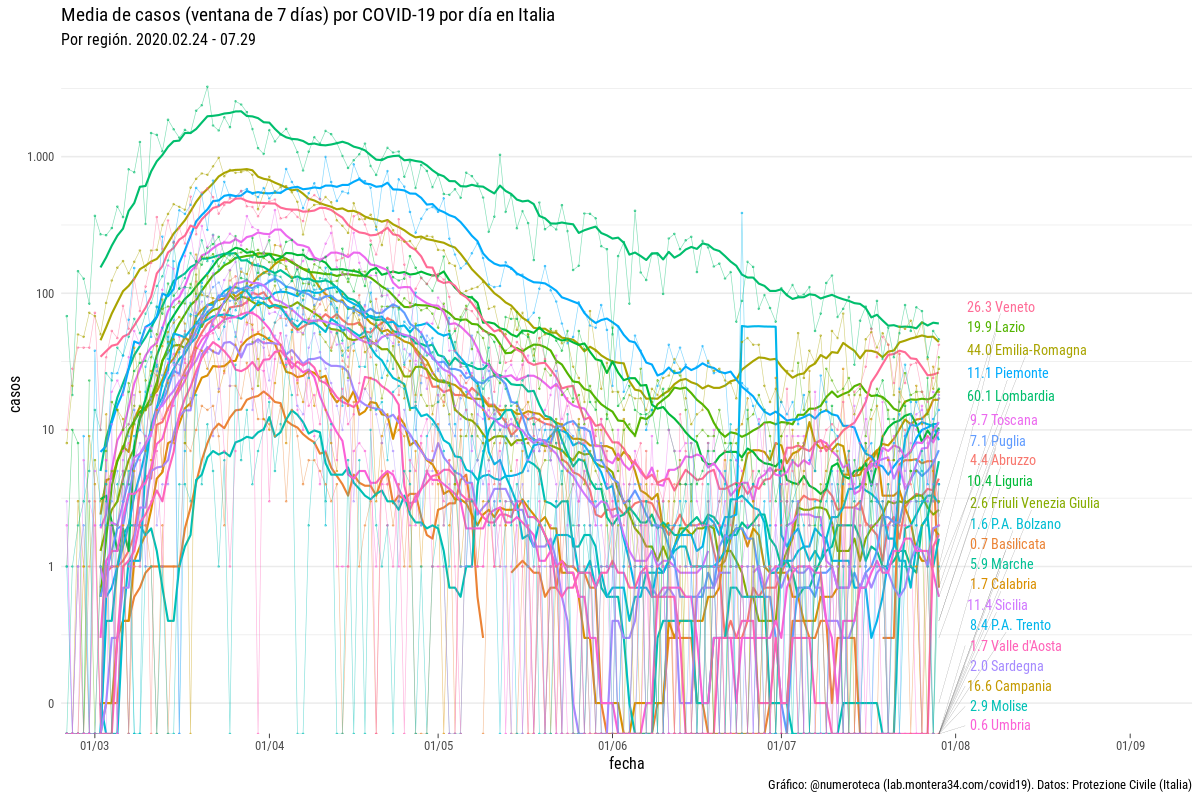 Media de casos (ventana de 7 días) por COVID-19 por día en Italia
Por región. 2020.02.24 - 07.29
casos
1.000
100
10
1
0
26.3 Veneto
19.9 Lazio
44.0 Emilia-Romagna
11.1 Piemonte
60.1 Lombardia
9.7 Toscana
7.1 Puglia
4.4 Abruzzo
10.4 Liguria
2.6 Friuli Venezia Giulia
1.6 P.A. Bolzano
0.7 Basilicata
5.9 Marche
1.7 Calabria
11.4 Sicilia
8.4 P.A. Trento
1.7 Valle d'Aosta
2.0 Sardegna
16.6 Campania
2.9 Molise
0.6 Umbria
01/03
01/04
01/05
01/06
01/07
01/08
01/09
fecha
Gráfico: @numeroteca (lab.montera34.com/covid19). Datos: Protezione Civile (Italia)